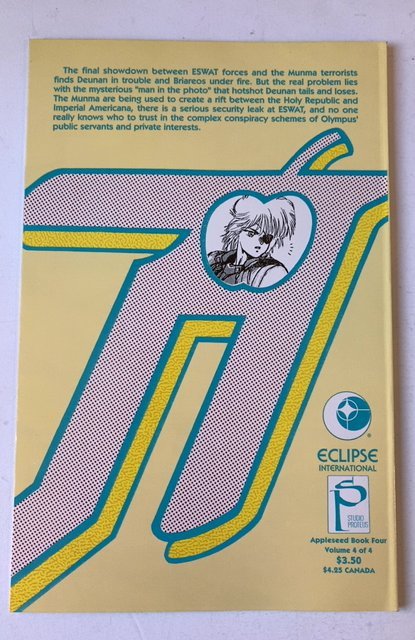 The final showdown between ESWAT forces and the Munma terrorists
finds Deunan in trouble and Briareos under fire. But the real problem lies
with the mysterious "man in the photo" that hotshot Deunan tails and loses.
The Munma are being used to create a rift between the Holy Republic and
Imperial Americana, there is a serious security leak at ESWAT, and no one
really knows who to trust in the complex conspiracy schemes of Olympus'
public servants and private interests.
®
ECLIPSE
INTERNATIONAL
SP
STUDIO
PROTEUS
Appleseed Book Four
Volume 4 of 4
$3.50
$4.25 CANADA